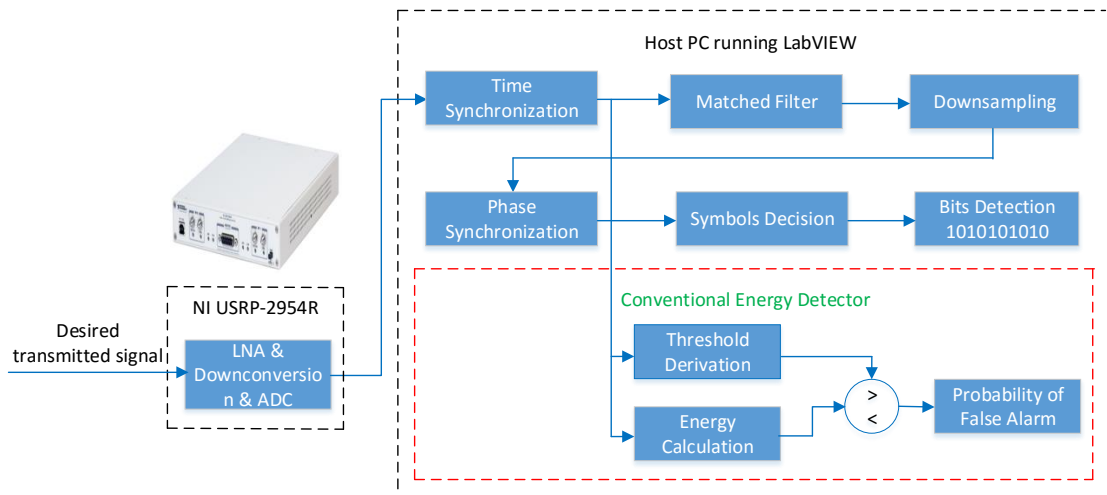 Host PC running LabVIEW
Time
Synchronization
Matched Filter
Downsampling
Phase
Synchronization
Symbols Decision
Bits Detection
1010101010
NI USRP-2954R
Desired
transmitted signal
LNA &
Downconversio
n & ADC
Conventional Energy Detector
Threshold
Derivation
Energy
Calculation
>
<
Probability of
False Alarm